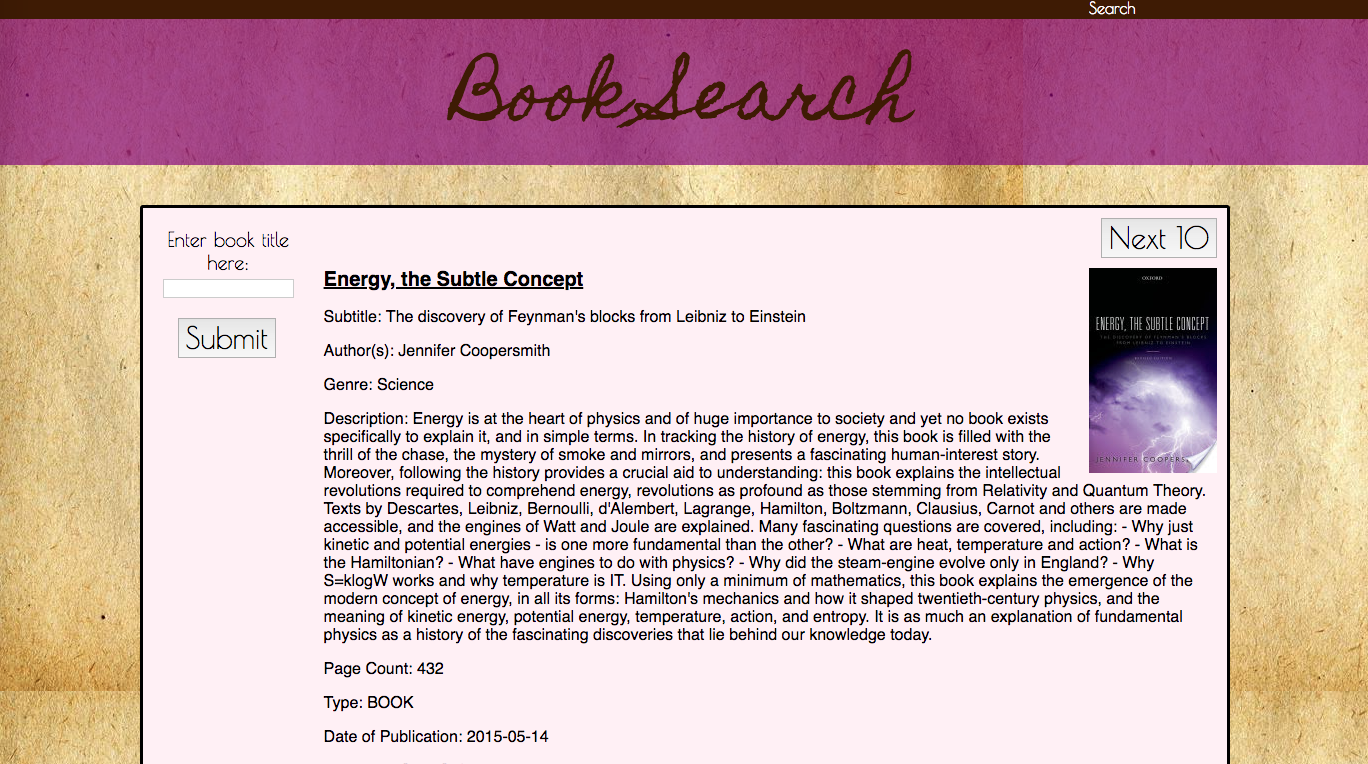 Search
BookSearch
Enter book title
here:
Submit
Next 10
Energy, the Subtle Concept
Subtitle: The discovery of Feynman's blocks from Leibniz to Einstein
Author(s): Jennifer Coopersmith
Genre: Science
Description: Energy is at the heart of physics and of huge importance to society and yet no book exists
specifically to explain it, and in simple terms. In tracking the history of energy, this book is filled with the
thrill of the chase, the mystery of smoke and mirrors, and presents a fascinating human-interest story.
Moreover, following the history provides a crucial aid to understanding: this book explains the intellectual
revolutions required to comprehend energy, revolutions as profound as those stemming from Relativity and Quantum Theory.
Texts by Descartes, Leibniz, Bernoulli, d'Alembert, Lagrange, Hamilton, Boltzmann, Clausius, Carnot and others are made
accessible, and the engines of Watt and Joule are explained. Many fascinating questions are covered, including: - Why just
kinetic and potential energies - is one more fundamental than the other? - What are heat, temperature and action? - What is
the Hamiltonian? - What have engines to do with physics? - Why did the steam-engine evolve only in England? - Why
S=klogW works and why temperature is IT. Using only a minimum of mathematics, this book explains the emergence of the
modern concept of energy, in all its forms: Hamilton's mechanics and how it shaped twentieth-century physics, and the
meaning of kinetic energy, potential energy, temperature, action, and entropy. It is as much an explanation of fundamental
physics as a history of the fascinating discoveries that lie behind our knowledge today.
Page Count: 432
Type: BOOK
Date of Publication: 2015-05-14
OXFORD
ENERGY, THE SUBTLE CONCEPT
THE DISCOVERY OF FEYNMAN'S BLOCKS
FROM LEIBNIZ TO EINSTEIN
REVISED EDITION
JENNIFER COOPERS